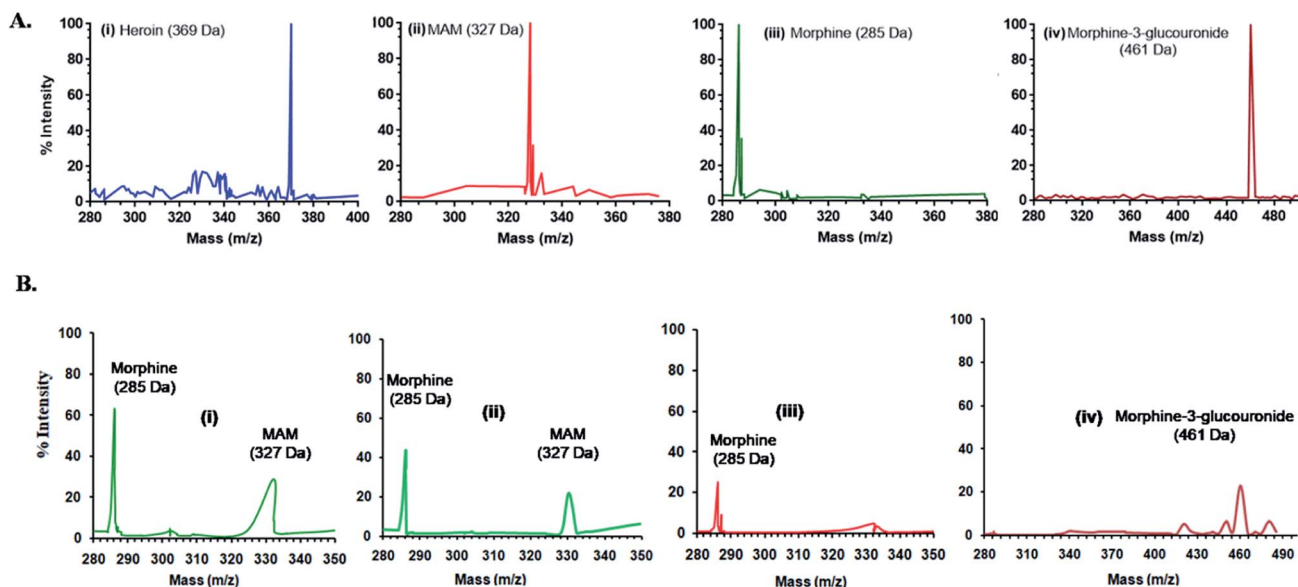 A.
(i) Heroin (369 Da)
% Intensity
100
80
60
40
20
0
280 300 320 340 360 380 400
Mass (m/z)
(ii) MAM (327 Da)
100
80
60
40
20
0
280 300 320 340 360 380
Mass (m/z)
(iii) Morphine (285 Da)
100
80
60
40
20
0
280 300 320 340 360 380
Mass (m/z)
(iv) Morphine-3-glucouronide
(461 Da)
100
80
60
40
20
0
280 320 360 400 440 480
Mass (m/z)
B.
% Intensity
100
80
60
40
20
0
Morphine
(285 Da)
(i)
MAM
(327 Da)
280 290 300 310 320 330 340 350
Mass (m/z)
100
80
60
40
20
0
Morphine
(285 Da)
(ii)
MAM
(327 Da)
280 290 300 310 320 330 340 350
Mass (m/z)
100
80
60
40
20
0
(iii)
Morphine
(285 Da)
280 290 300 310 320 330 340 350
Mass (m/z)
100
80
60
40
20
0
(iv) Morphine-3-glucouronide
(461 Da)
280 310 340 370 400 430 460 490
Mass (m/z)